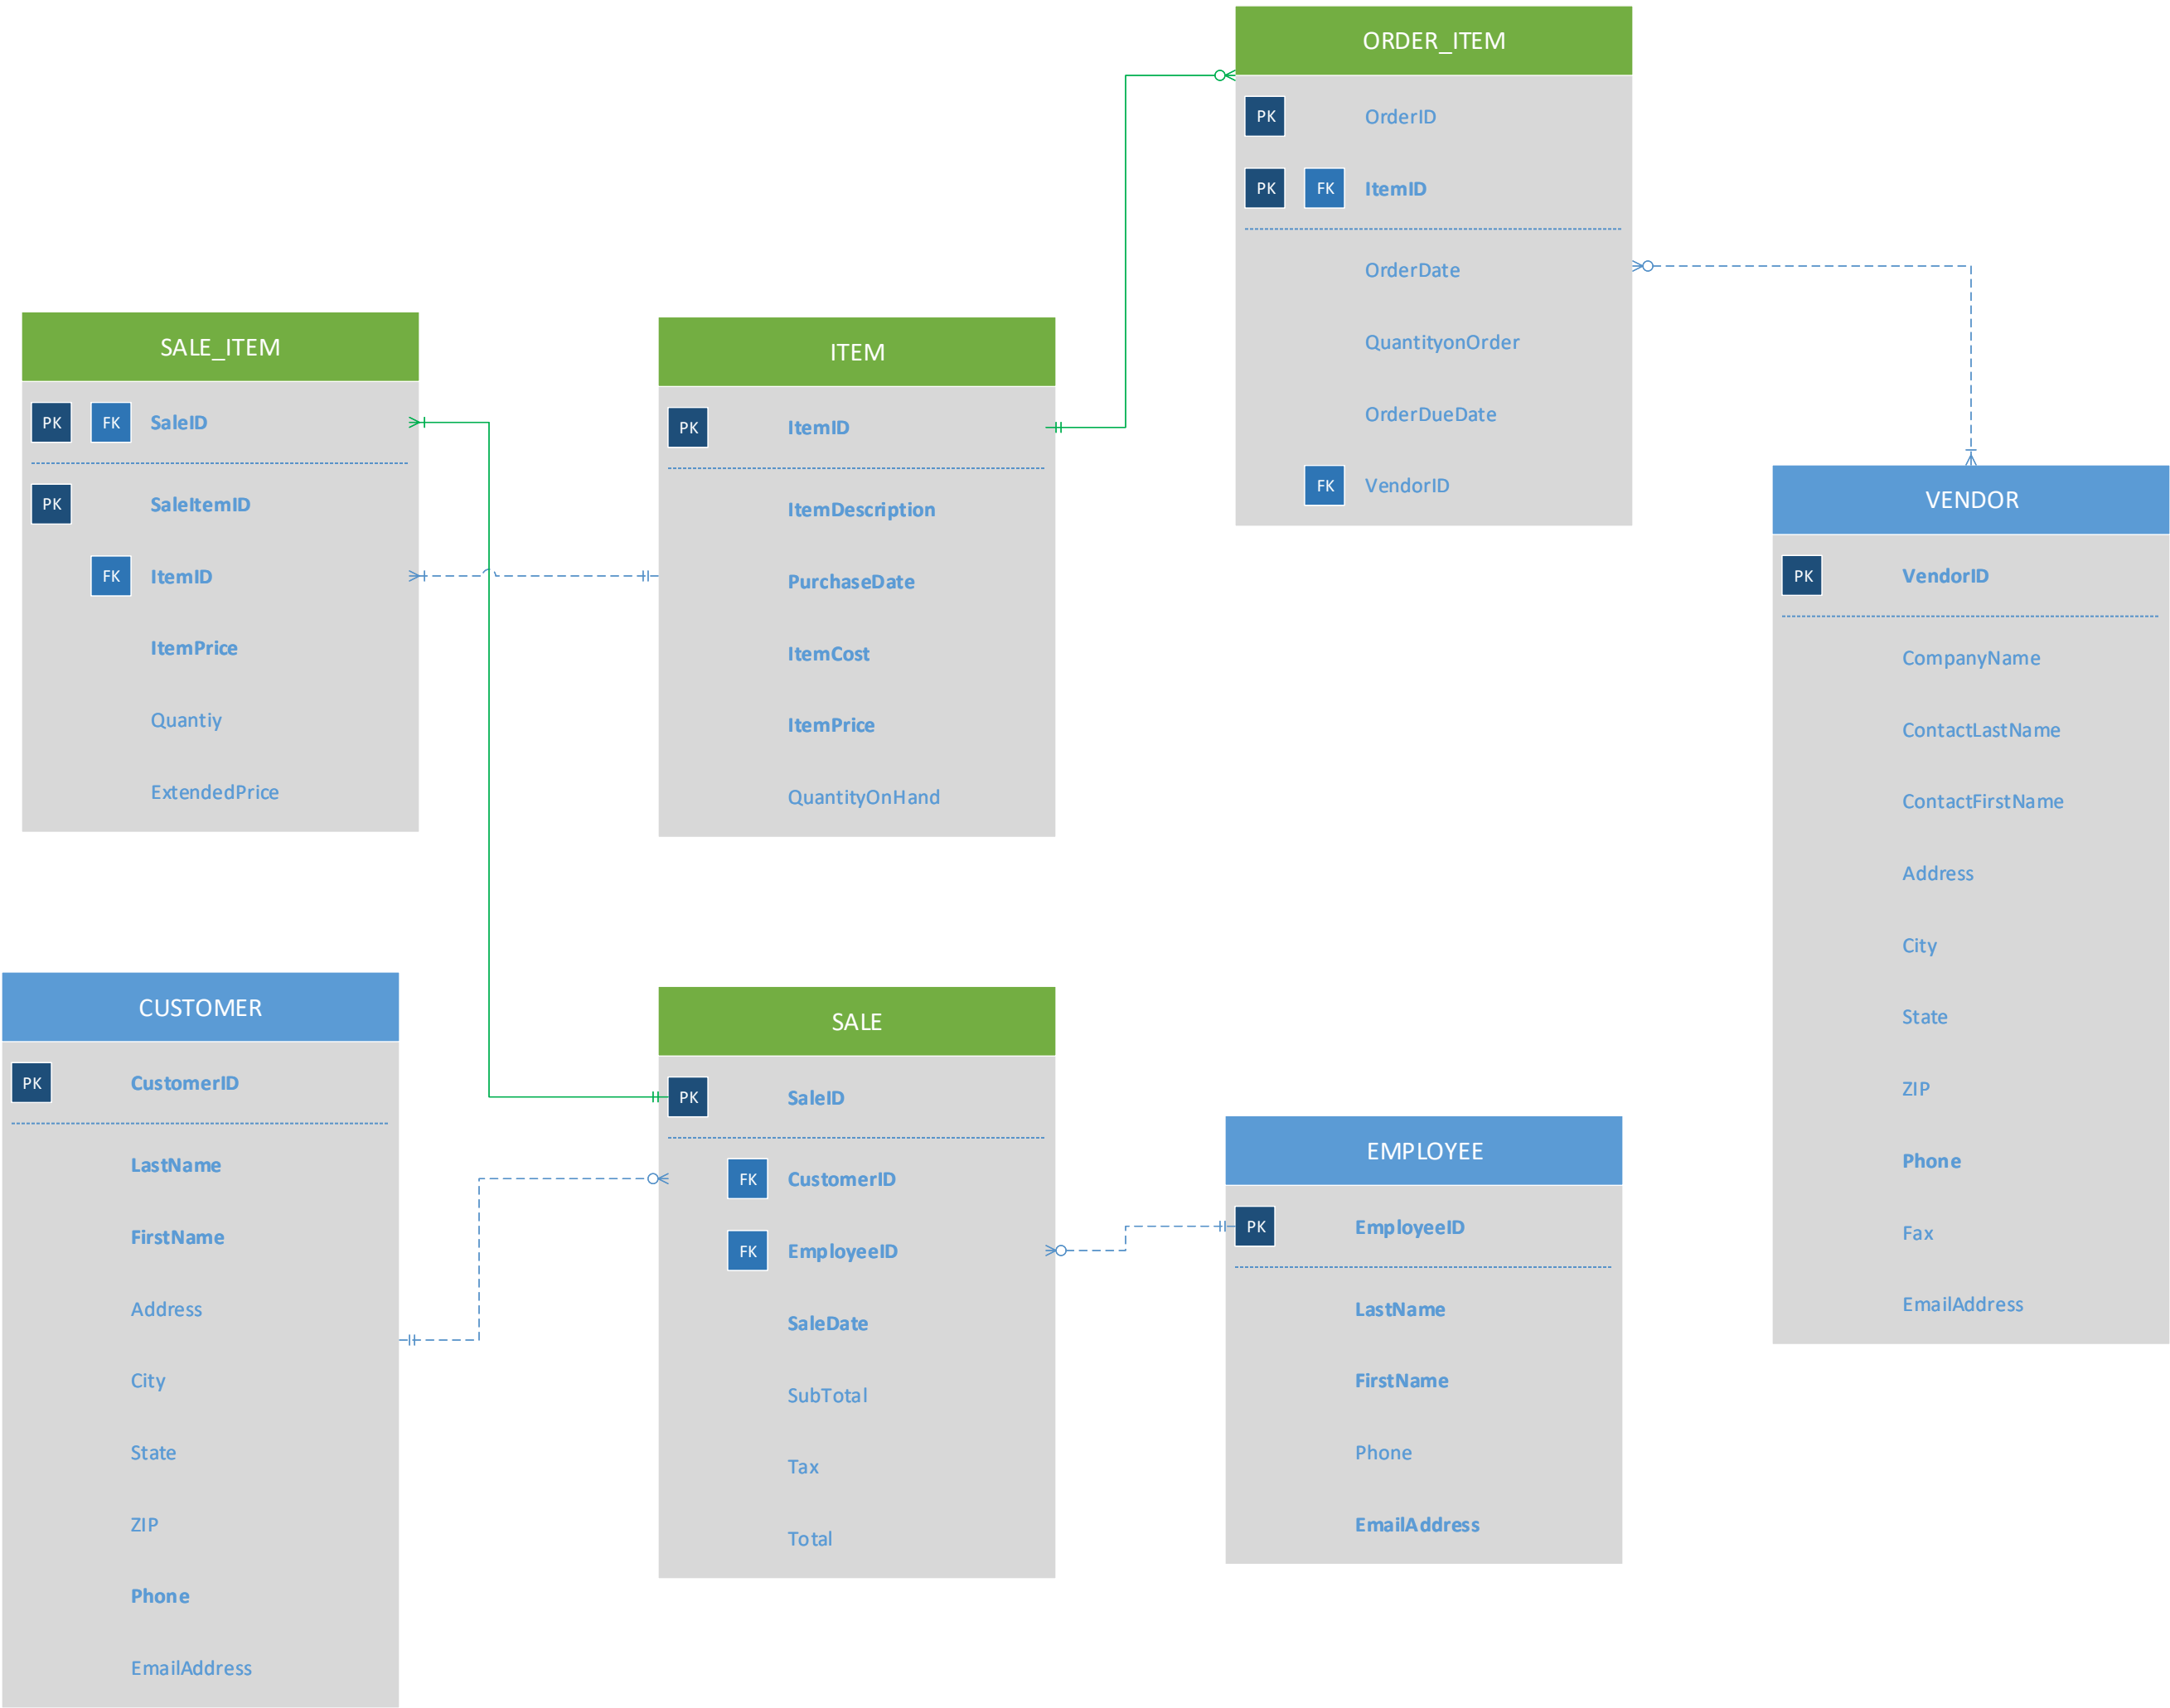 ORDER_ITEM
PK OrderID
PK FK ItemID
OrderDate
QuantityonOrder
OrderDueDate
FK VendorID
SALE_ITEM
PK FK SaleID
PK SaleItemID
FK ItemID
ItemPrice
Quantiy
ExtendedPrice
ITEM
PK ItemID
ItemDescription
PurchaseDate
ItemCost
ItemPrice
QuantityOnHand
VENDOR
PK VendorID
CompanyName
ContactLastName
ContactFirstName
Address
City
State
ZIP
Phone
Fax
EmailAddress
CUSTOMER
PK CustomerID
LastName
FirstName
Address
City
State
ZIP
Phone
EmailAddress
SALE
PK SaleID
FK CustomerID
FK EmployeeID
SaleDate
SubTotal
Tax
Total
EMPLOYEE
PK EmployeeID
LastName
FirstName
Phone
EmailAddress